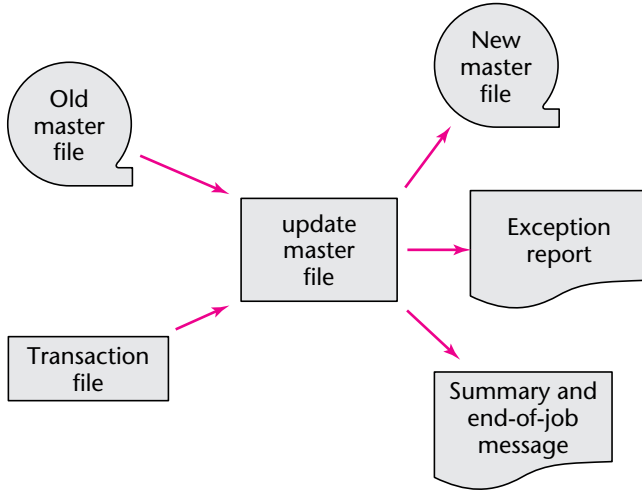 Old
master
file
Transaction
file
update
master
file
New
master
file
Exception
report
Summary and
end-of-job
message